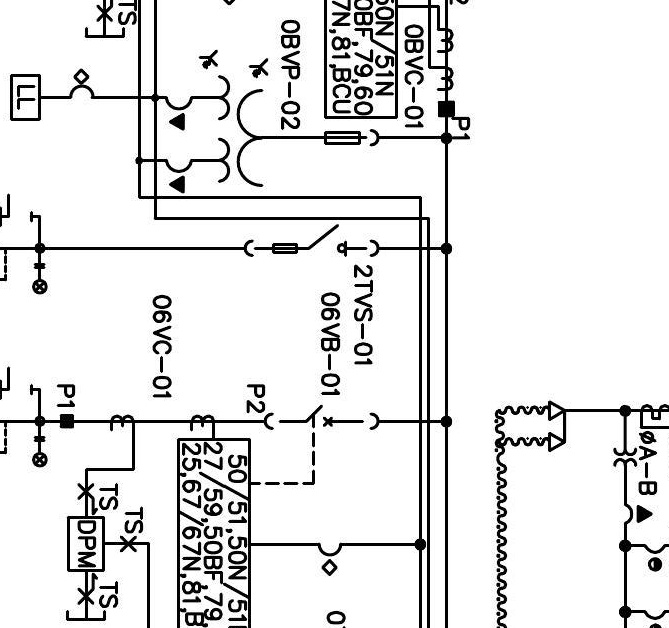 TS
50N/51N
0BF,79,60
7N,81,BCU
0BVC-01
P1
0BVP-02
LL
2TVS-01
06VB-01
06VC-01
P2
P1
50/51,50N/51
27/59,50BF,79
25,67/67N,81,B
TS
TS
DPM
TS
øA-B